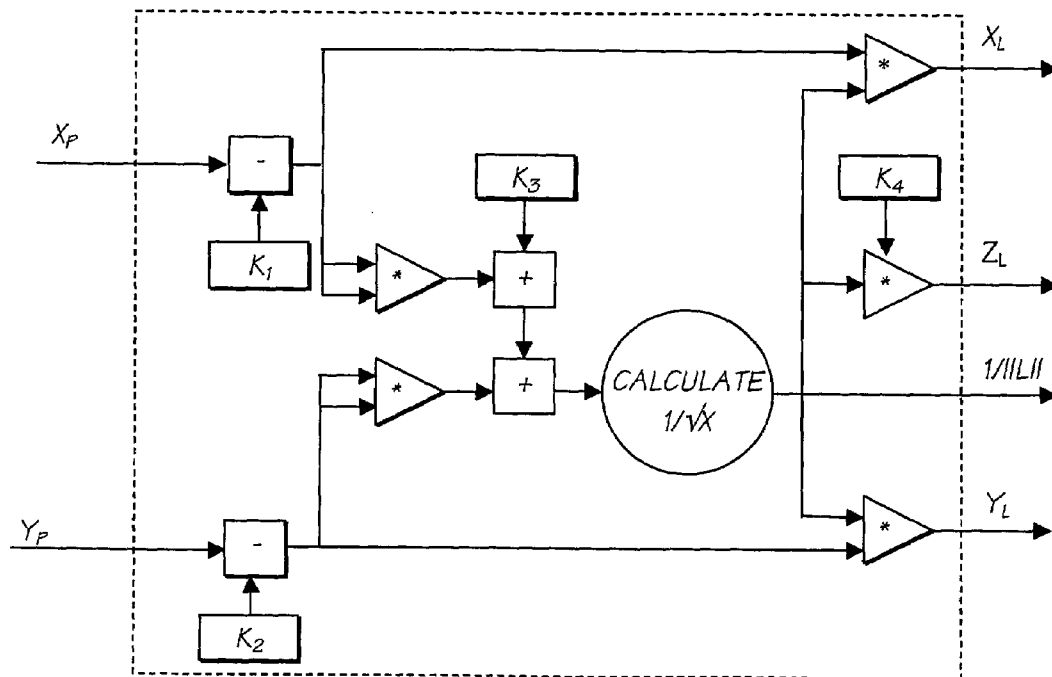 X_L
*
X_P
-
K_3
K_4
K_1
*
+
*
Z_L
*
+
CALCULATE
1/√X
1/||L||
Y_P
-
*
Y_L
K_2